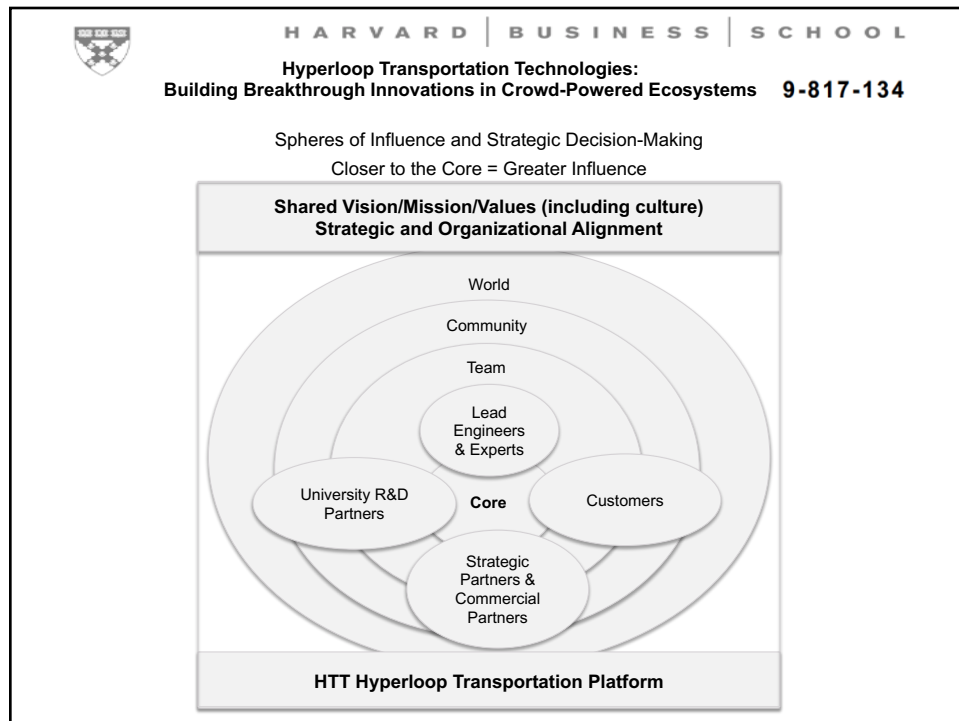 HARVARD | BUSINESS | SCHOOL
Hyperloop Transportation Technologies:
Building Breakthrough Innovations in Crowd-Powered Ecosystems 9-817-134
Spheres of Influence and Strategic Decision-Making
Closer to the Core = Greater Influence
Shared Vision/Mission/Values (including culture)
Strategic and Organizational Alignment
World
Community
Team
Lead
Engineers
& Experts
University R&D
Partners
Core
Customers
Strategic
Partners &
Commercial
Partners
HTT Hyperloop Transportation Platform